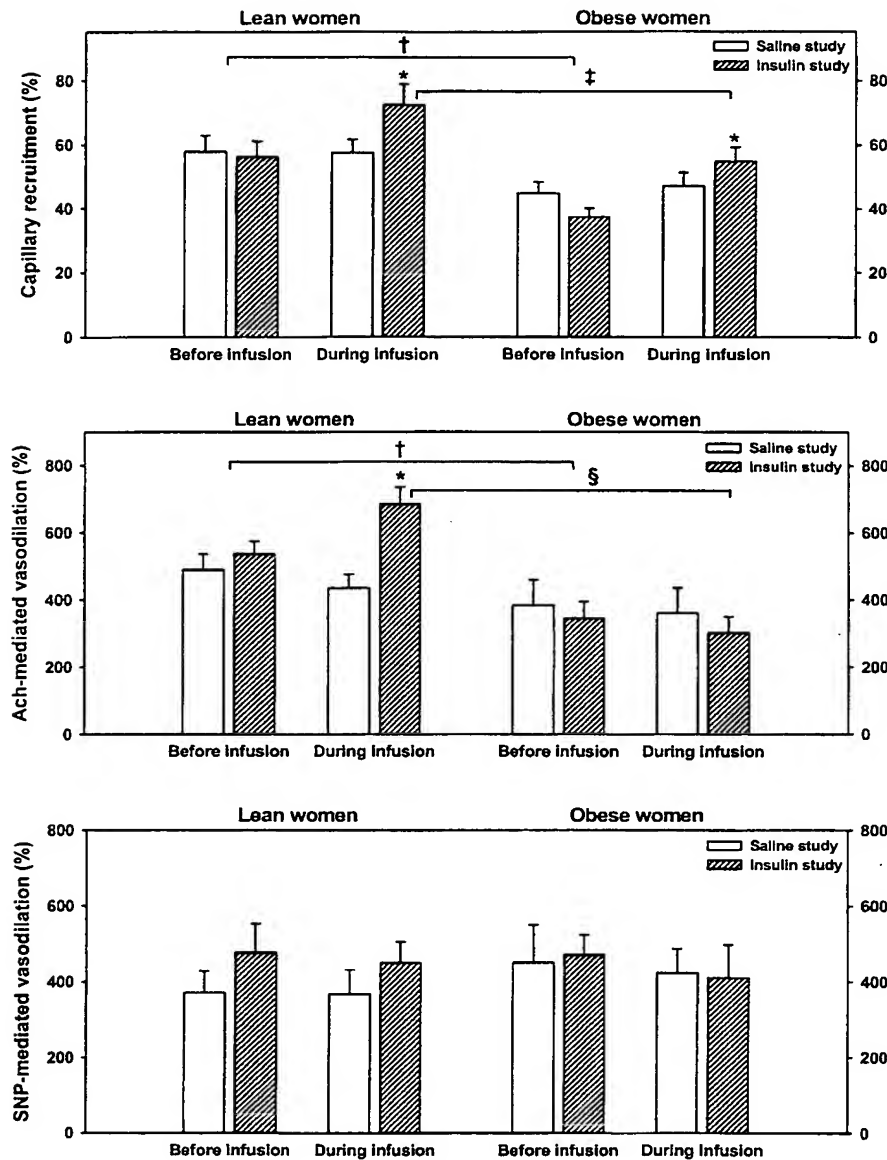 Lean women Obese women
† Saline study
* ‡ Insulin study
80 80
*
60 60
40 40
20 20
0 0
Capillary recruitment (%)
Before infusion During infusion Before infusion During infusion
Lean women Obese women
† Saline study
800 * § Insulin study 800
600 600
400 400
200 200
0 0
Ach-mediated vasodilation (%)
Before infusion During infusion Before infusion During infusion
Lean women Obese women
800 Saline study 800
Insulin study
600 600
400 400
200 200
0 0
SNP-mediated vasodilation (%)
Before infusion During infusion Before infusion During infusion